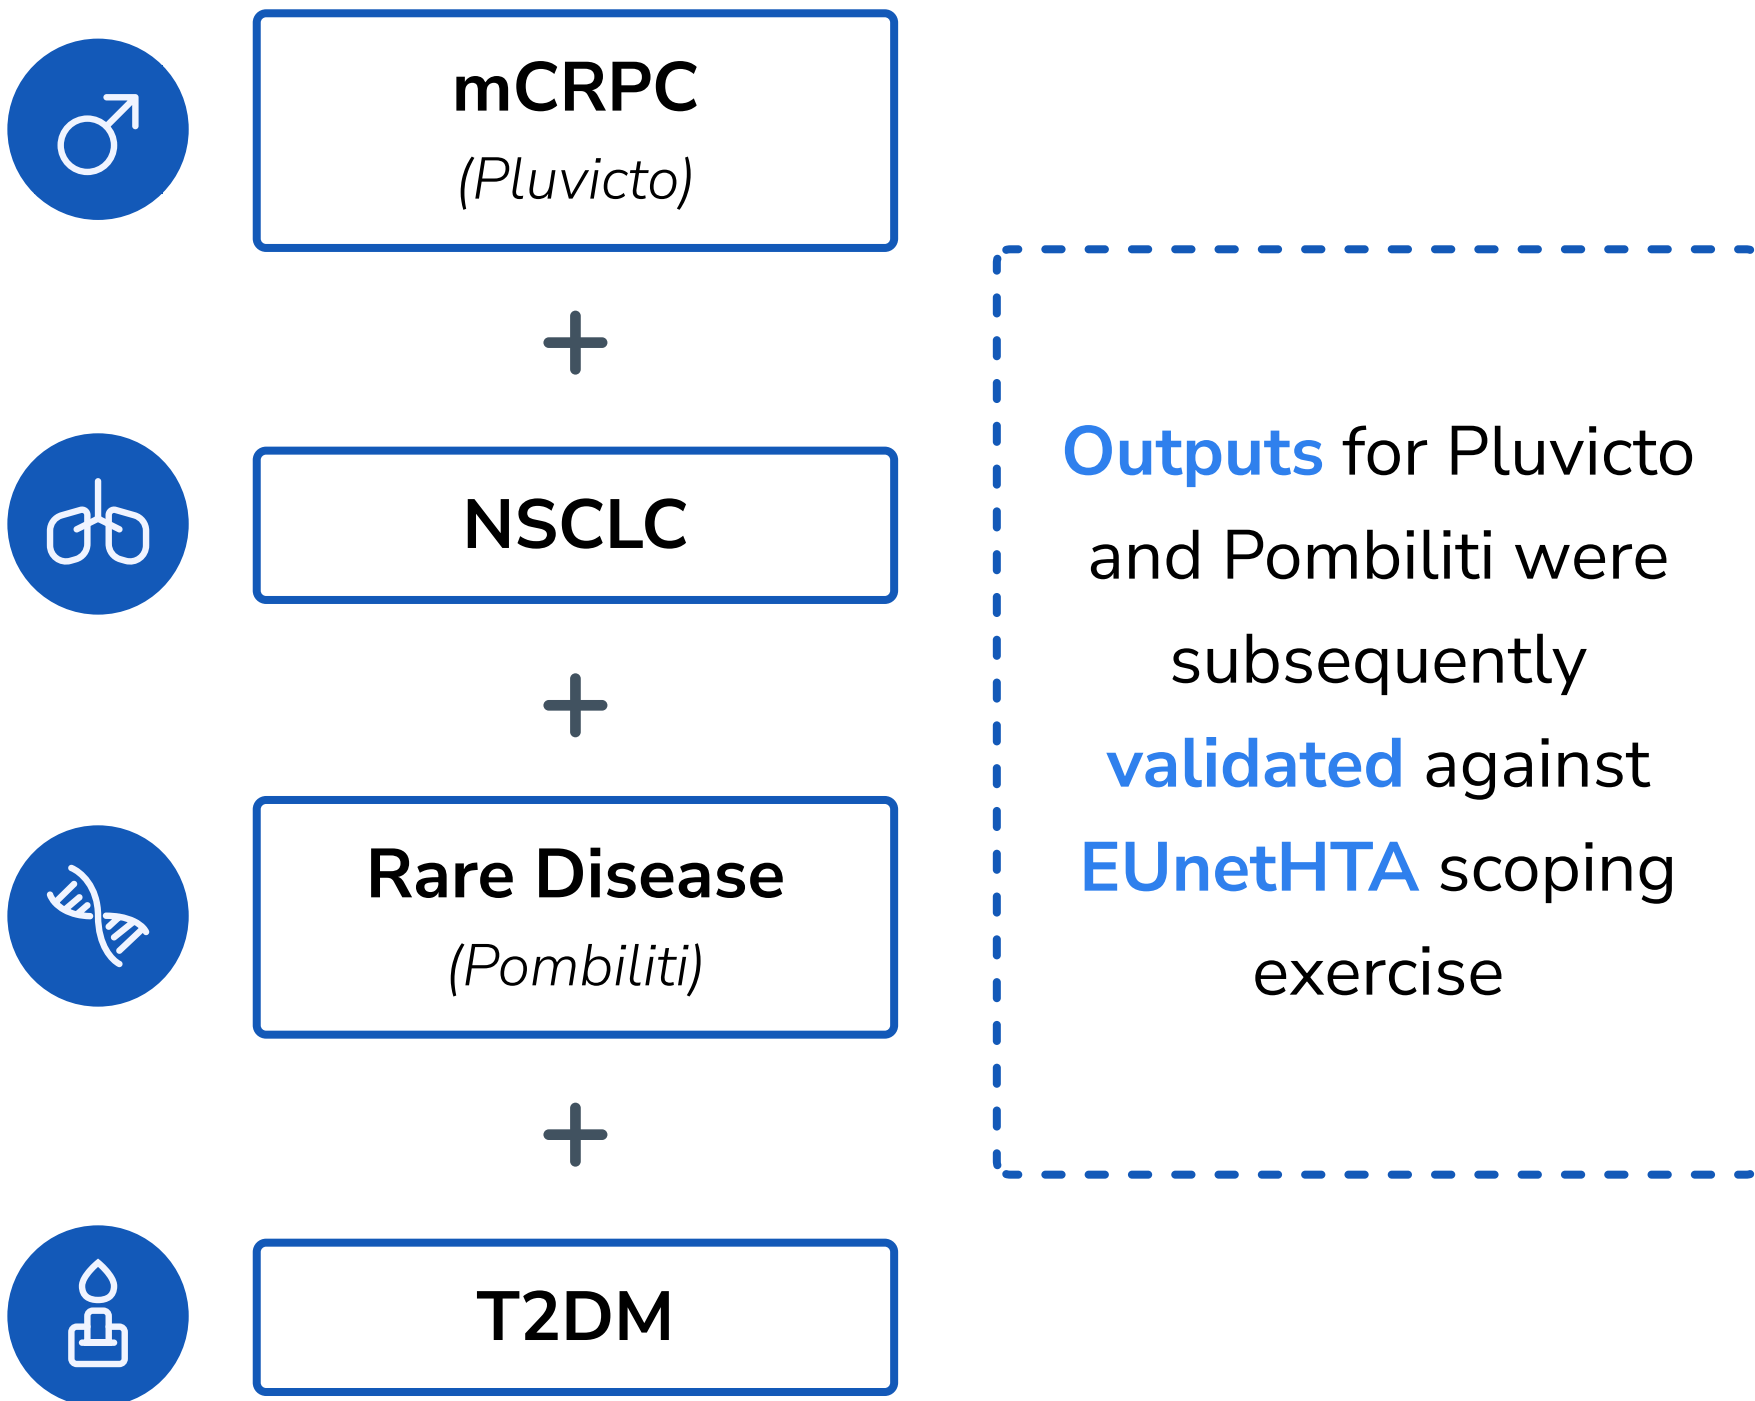 mCRPC
(Pluvicto)
+
NSCLC
+
Rare Disease
(Pombiliti)
+
T2DM
Outputs for Pluvicto
and Pombiliti were
subsequently
validated against
EUnetHTA scoping
exercise